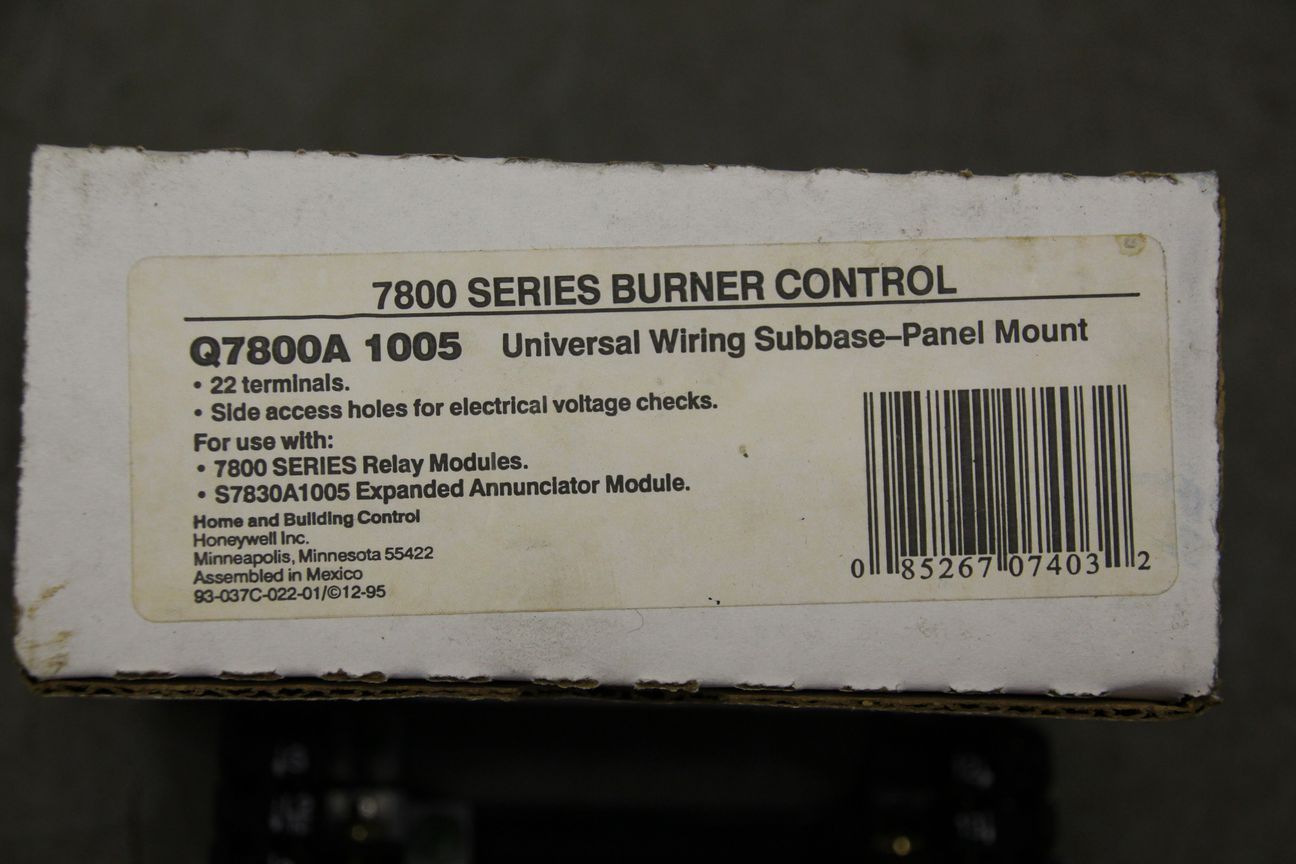 7800 SERIES BURNER CONTROL
Q7800A 1005 Universal Wiring Subbase–Panel Mount
• 22 terminals.
• Side access holes for electrical voltage checks.
For use with:
• 7800 SERIES Relay Modules.
• S7830A1005 Expanded Annunciator Module.
Home and Building Control
Honeywell Inc.
Minneapolis, Minnesota 55422
Assembled in Mexico
93-037C-022-01/©12-95
0 85267 07403 2